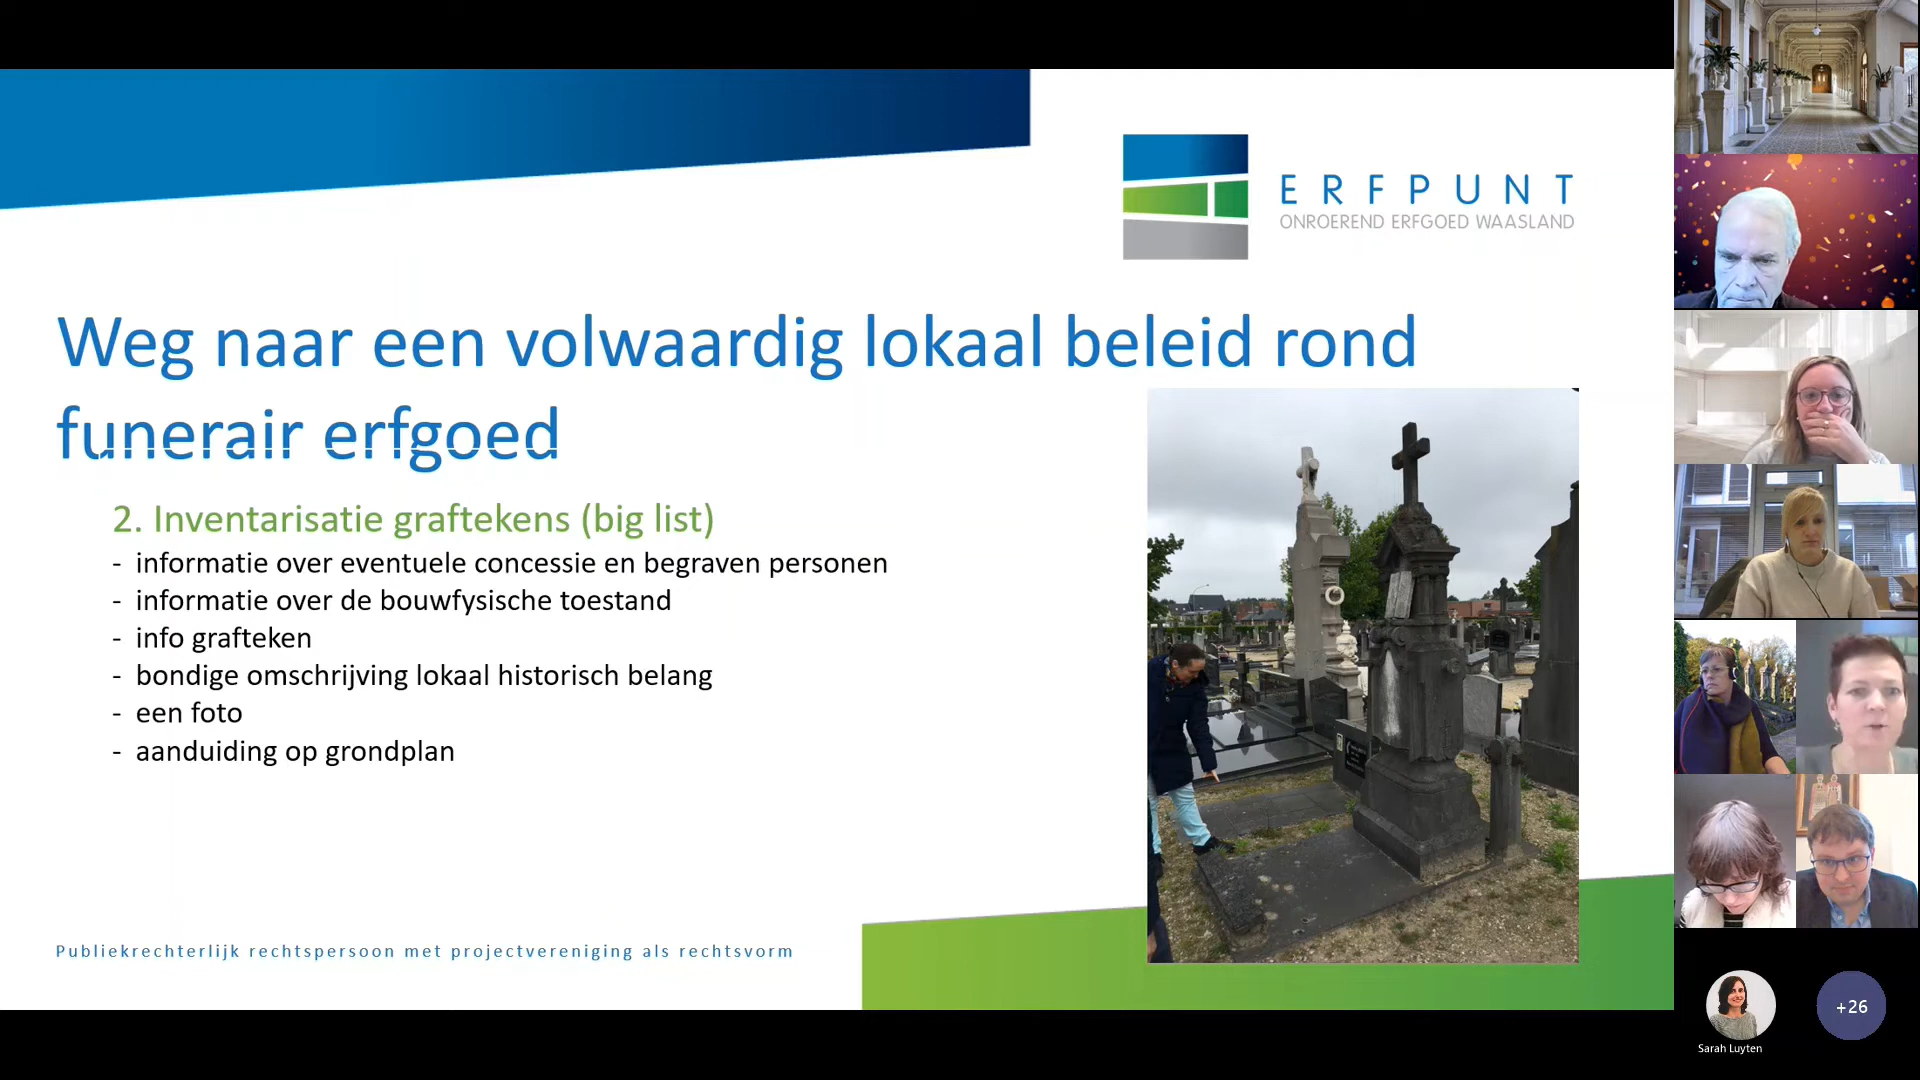 ERFPUNT
ONROEREND ERFGOED WAASLAND
Weg naar een volwaardig lokaal beleid rond
funerair erfgoed
2. Inventarisatie graftekens (big list)
- informatie over eventuele concessie en begraven personen
- informatie over de bouwfysische toestand
- info grafteken
- bondige omschrijving lokaal historisch belang
- een foto
- aanduiding op grondplan
Publiekrechterlijk rechtspersoon met projectvereniging als rechtsvorm
+26
Sarah Luyten